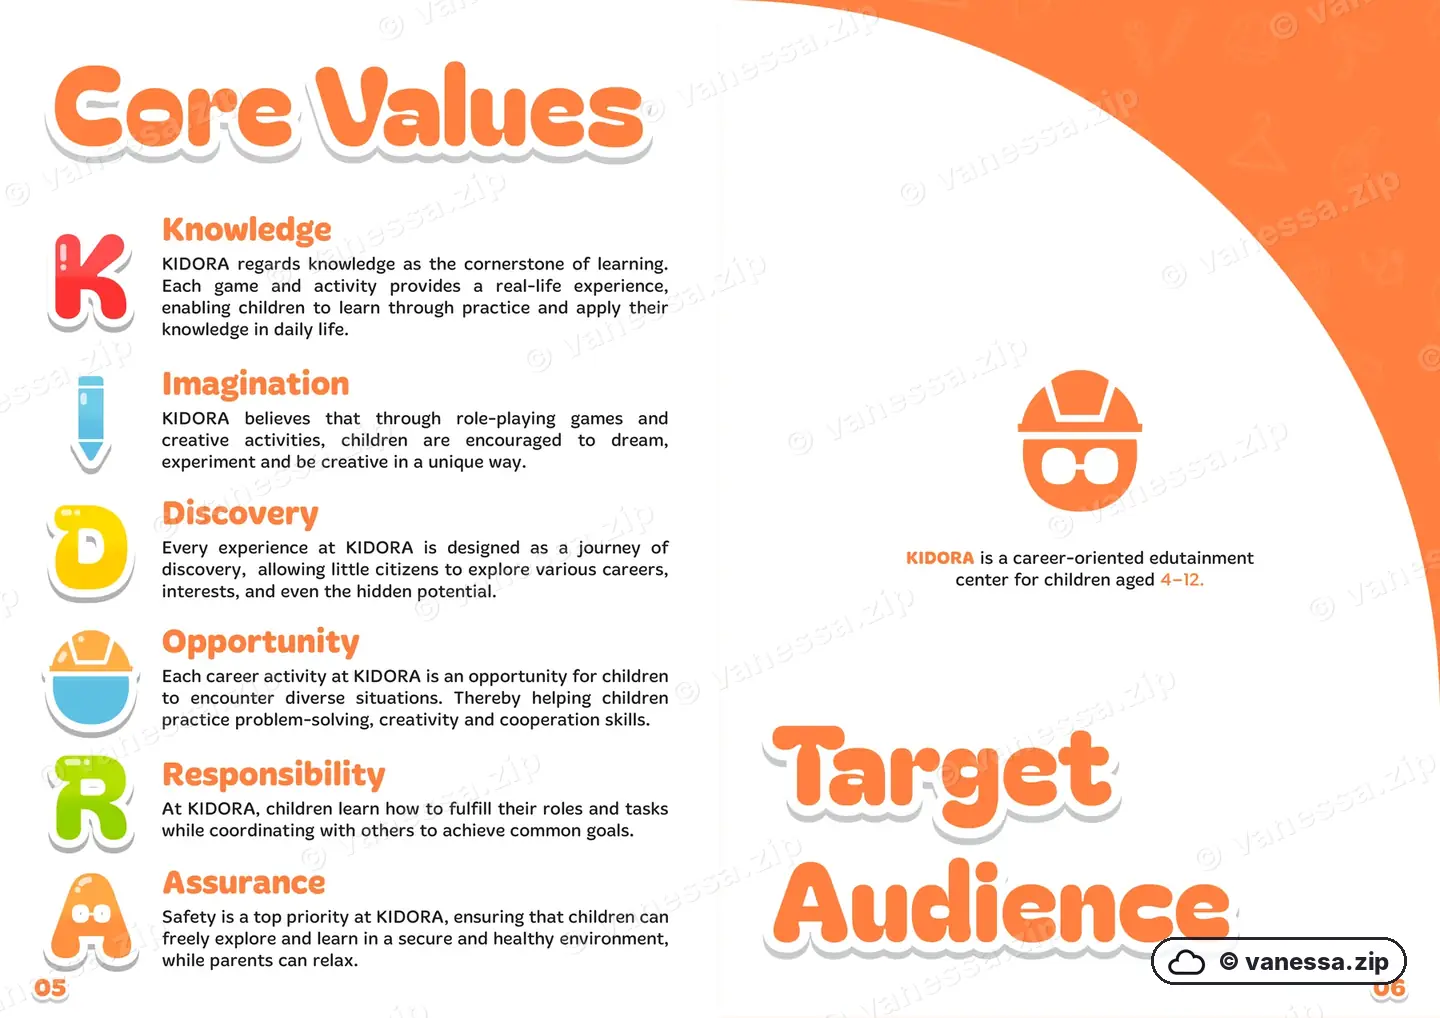 Core Values
Knowledge
KIDORA regards knowledge as the cornerstone of learning.
Each game and activity provides a real-life experience,
enabling children to learn through practice and apply their
knowledge in daily life.
Imagination
KIDORA believes that through role-playing games and
creative activities, children are encouraged to dream,
experiment and be creative in a unique way.
Discovery
Every experience at KIDORA is designed as a journey of
discovery, allowing little citizens to explore various careers,
interests, and even the hidden potential.
Opportunity
Each career activity at KIDORA is an opportunity for children
to encounter diverse situations. Thereby helping children
practice problem-solving, creativity and cooperation skills.
Responsibility
At KIDORA, children learn how to fulfill their roles and tasks
while coordinating with others to achieve common goals.
Assurance
Safety is a top priority at KIDORA, ensuring that children can
freely explore and learn in a secure and healthy environment,
while parents can relax.
05
KIDORA is a career-oriented edutainment
center for children aged 4–12.
Target
Audience
© vanessa.zip
06